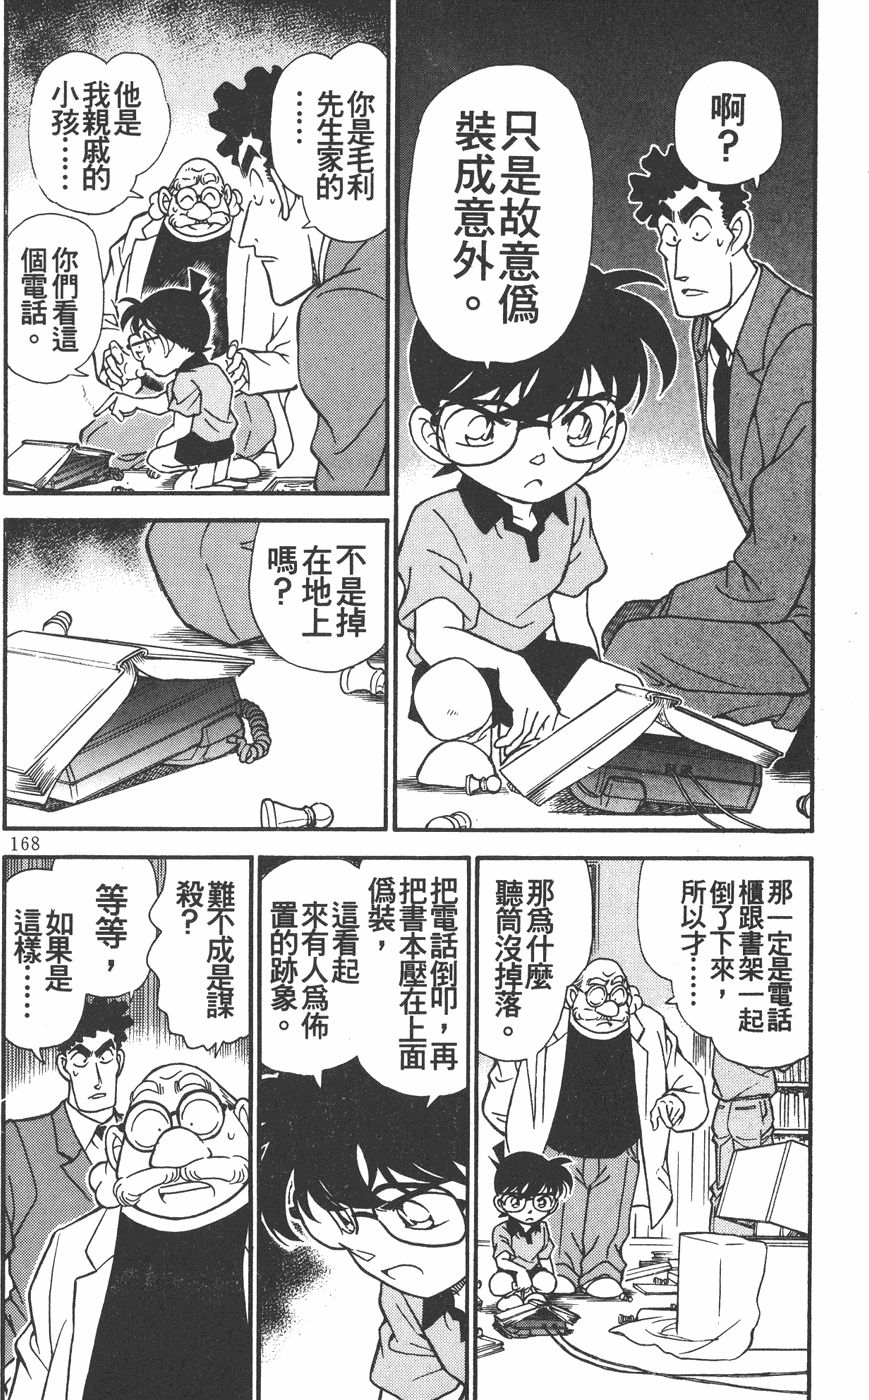 啊？
只是故意偽
裝成意外。
你是毛利
先生家的
……
他是
我親戚的
小孩……
你們看這
個電話。
不是掉
在地上
嗎？
那一定是電話
櫃跟書架一起
倒了下來，
所以才……
那為什麼
聽筒沒掉落。
把電話倒叩，再
把書本壓在上面
偽裝，
這看起
來有人為佈
置的跡象。
難不成是謀
殺？
等等，
如果是
這樣……
168